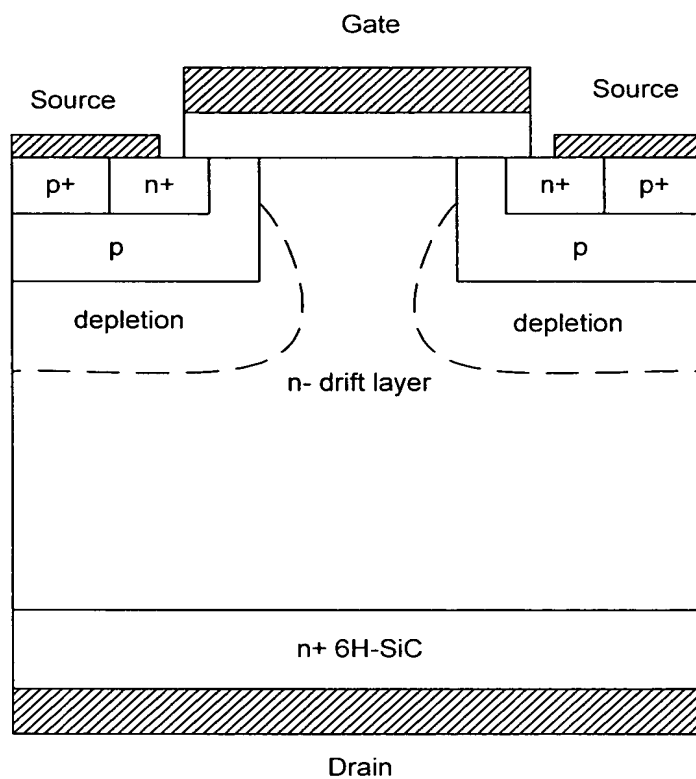 Gate
Source
Source
p+
n+
n+
p+
p
p
depletion
depletion
n- drift layer
n+ 6H-SiC
Drain